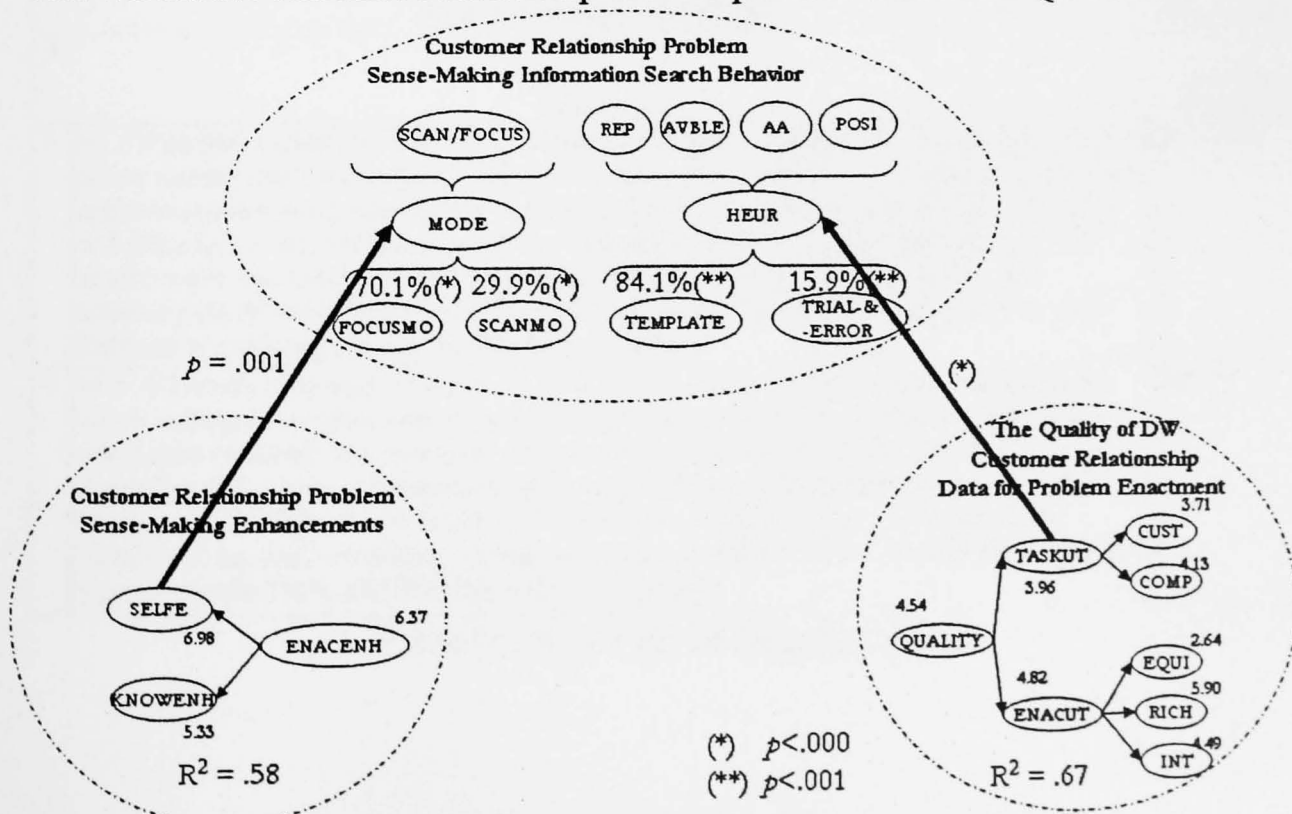 Customer Relationship Problem
Sense-Making Information Search Behavior
SCAN/FOCUS
REP
AVBLE
AA
POSI
MODE
HEUR
70.1%(*)
29.9%(*)
84.1%(**)
15.9%(**)
FOCUSMO
SCANMO
TEMPLATE
TRIAL-&
-ERROR
p = .001
(*)
Customer Relationship Problem
Sense-Making Enhancements
SELFE
6.98
ENACENH
6.37
KNOWENH
5.33
R² = .58
The Quality of DW
Customer Relationship
Data for Problem Enactment
3.71
CUST
TASKUT
3.96
4.13
COMP
4.54
QUALITY
2.64
EQUI
4.82
ENACUT
5.90
RICH
4.49
INT
R² = .67
(*) p<.000
(**) p<.001